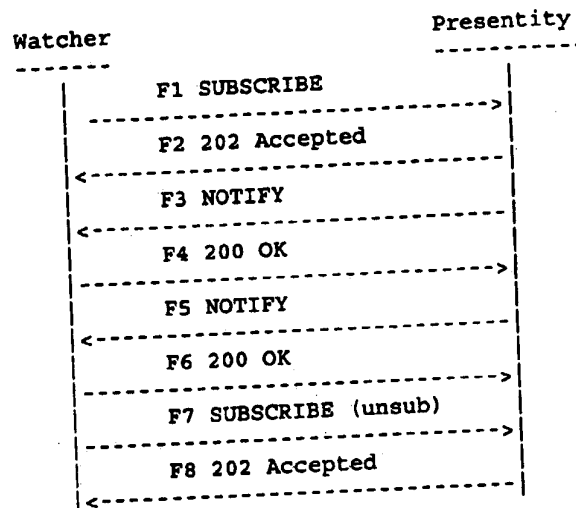 Watcher
Presentity
F1 SUBSCRIBE
F2 202 Accepted
F3 NOTIFY
F4 200 OK
F5 NOTIFY
F6 200 OK
F7 SUBSCRIBE (unsub)
F8 202 Accepted